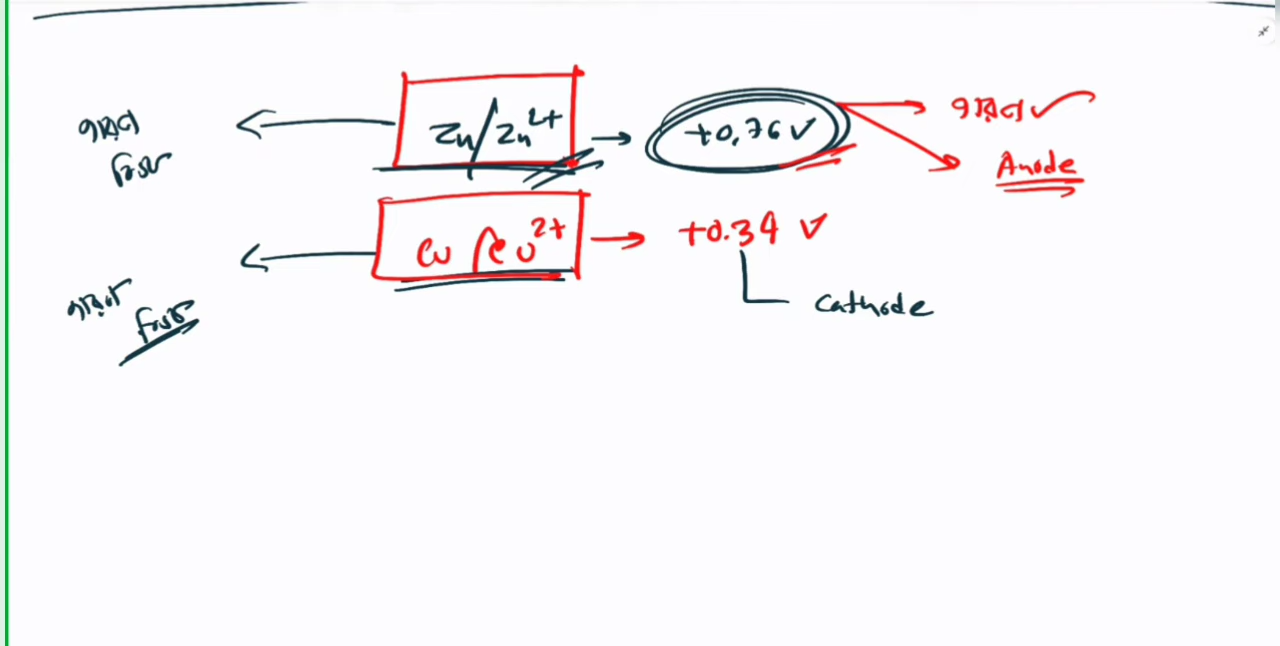 জারণ
বিভব
Zn/Zn²⁺ → +0.76 V
জারণ
Anode
Cu/Cu²⁺ → +0.34 V
Cathode
জারণ
বিভব